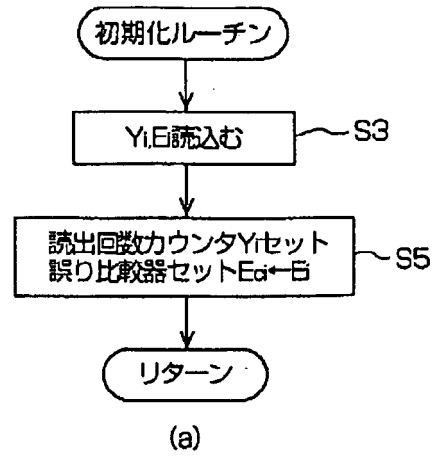 初期化ルーチン
Yi,Ei読込む
S3
読出回数カウンタYiセット
誤り比較器セットEci←Ei
S5
リターン
(a)